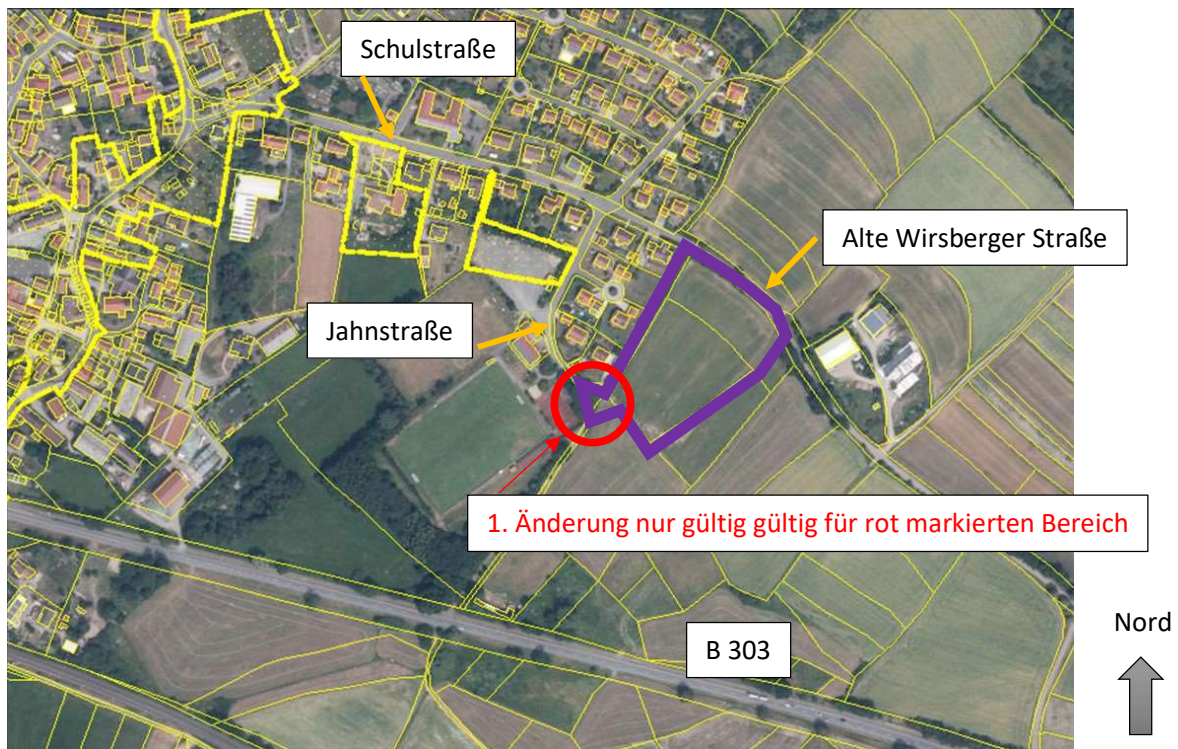 Schulstraße
Alte Wirsberger Straße
Jahnstraße
1. Änderung nur gültig gültig für rot markierten Bereich
B 303
Nord